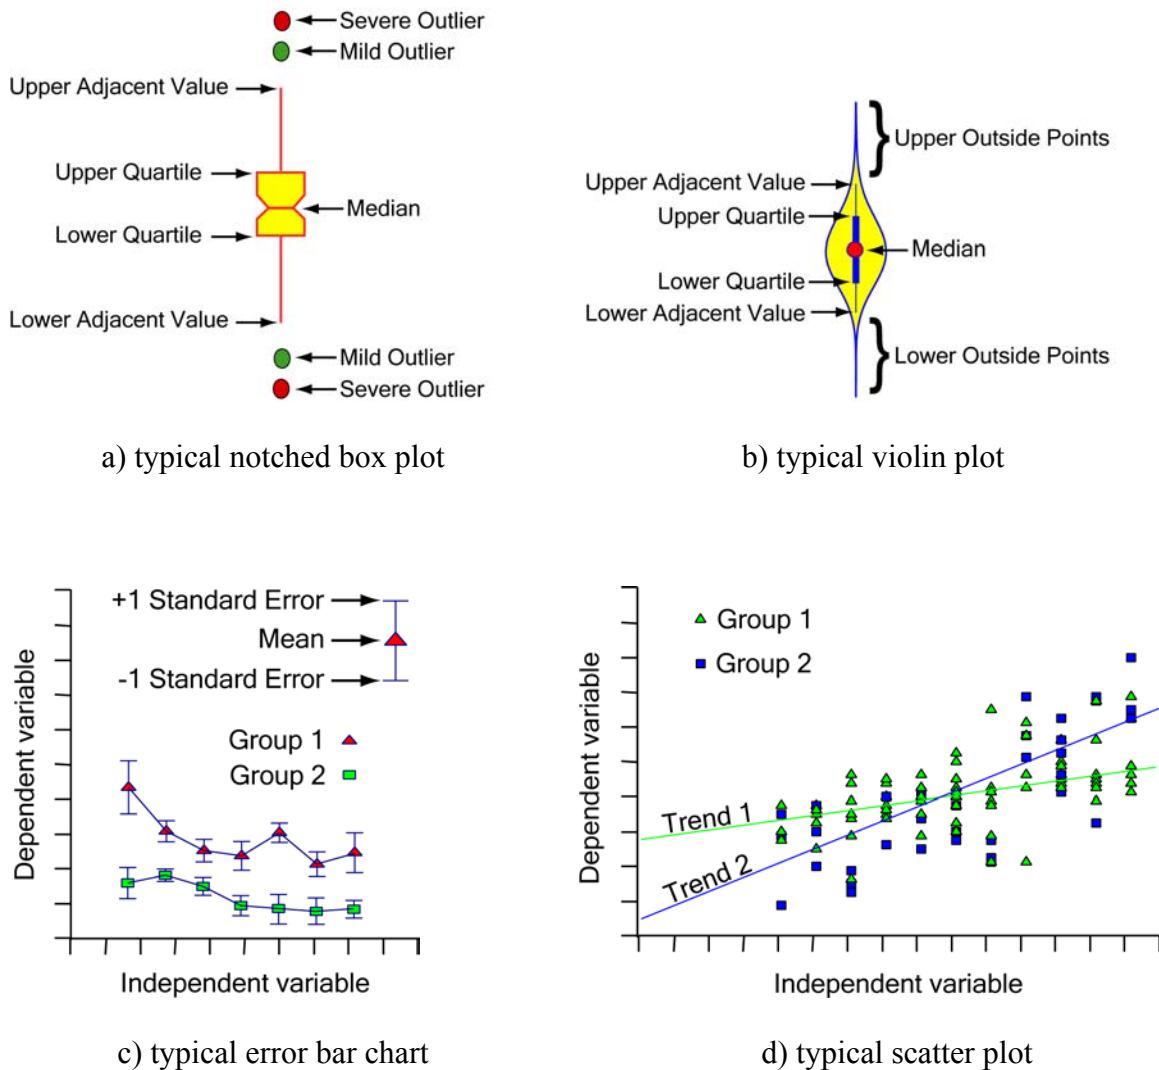 Severe Outlier
Mild Outlier
Upper Adjacent Value
Upper Quartile
Median
Lower Quartile
Lower Adjacent Value
Mild Outlier
Severe Outlier
a) typical notched box plot
Upper Outside Points
Upper Adjacent Value
Upper Quartile
Median
Lower Quartile
Lower Adjacent Value
Lower Outside Points
b) typical violin plot
+1 Standard Error
Mean
-1 Standard Error
Group 1
Group 2
Dependent variable
Independent variable
c) typical error bar chart
Group 1
Group 2
Trend 1
Trend 2
Dependent variable
Independent variable
d) typical scatter plot